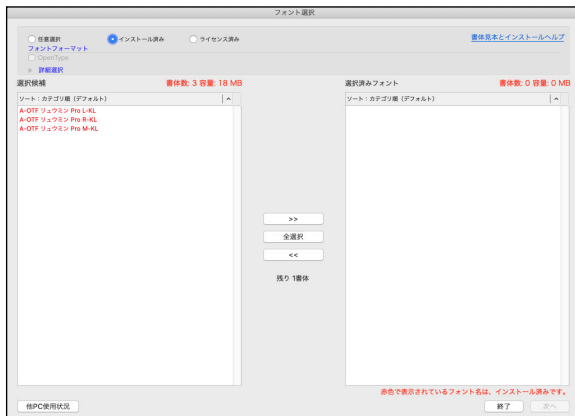 フォント選択
任意選択 インストール済み ライセンス済み 書体見本とインストールヘルプ
フォントフォーマット
OpenType
詳細選択
選択候補 書体数: 3 容量: 18 MB 選択済みフォント 書体数: 0 容量: 0 MB
ソート：カテゴリ順（デフォルト） ソート：カテゴリ順（デフォルト）
A-OTF リュウミン Pro L-KL
A-OTF リュウミン Pro R-KL
A-OTF リュウミン Pro M-KL
>>
全選択
<<
残り 1書体
赤色で表示されているフォント名は、インストール済みです。
他PC使用状況 終了 次へ